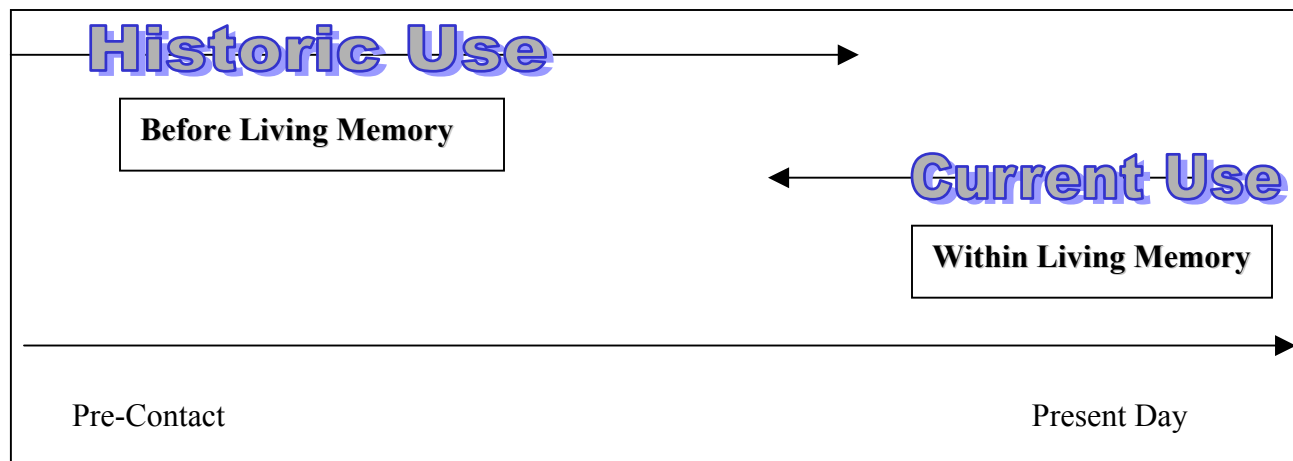 Historic Use
Before Living Memory
Current Use
Within Living Memory
Pre-Contact
Present Day